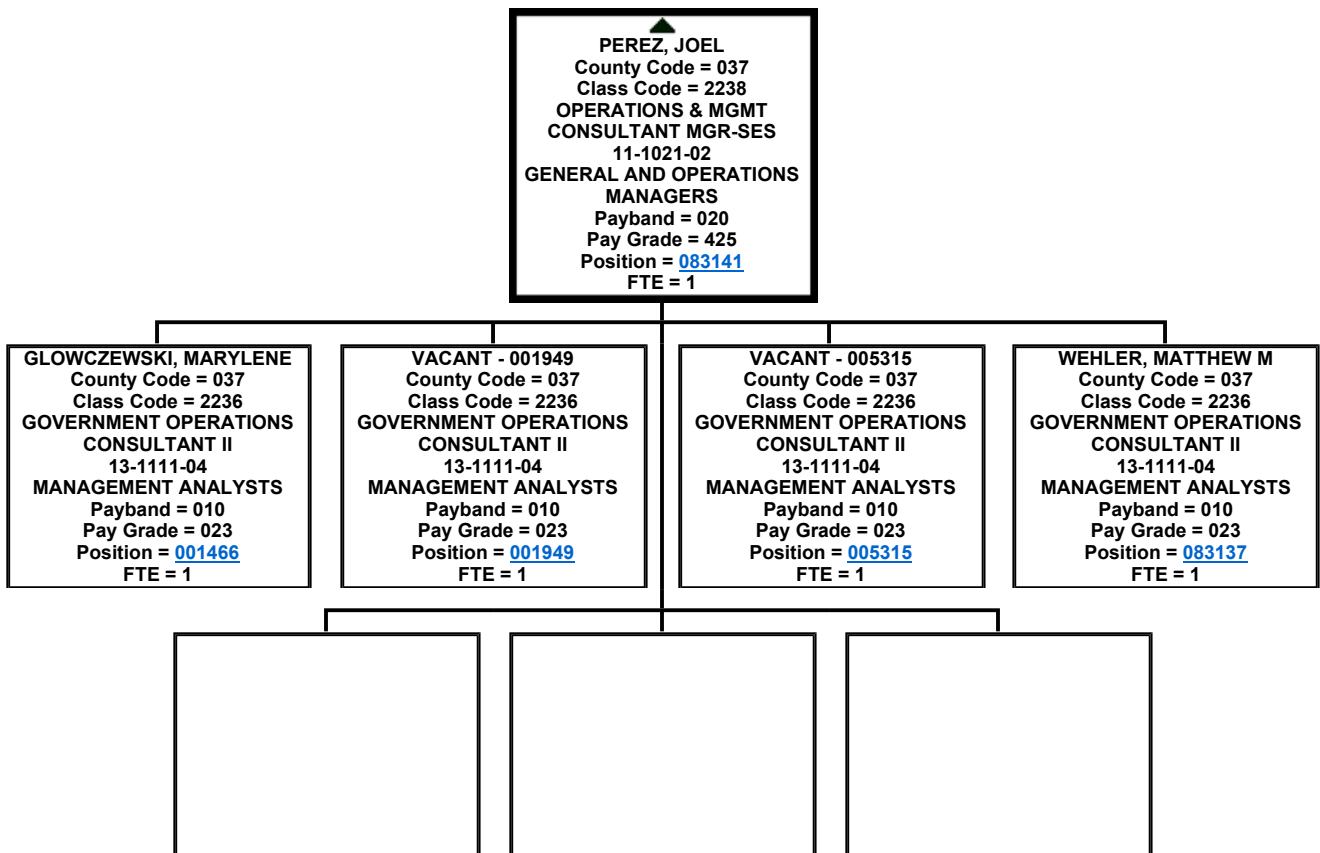 PEREZ, JOEL
County Code = 037
Class Code = 2238
OPERATIONS & MGMT
CONSULTANT MGR-SES
11-1021-02
GENERAL AND OPERATIONS
MANAGERS
Payband = 020
Pay Grade = 425
Position = 083141
FTE = 1
GLOWCZEWSKI, MARYLENE
County Code = 037
Class Code = 2236
GOVERNMENT OPERATIONS
CONSULTANT II
13-1111-04
MANAGEMENT ANALYSTS
Payband = 010
Pay Grade = 023
Position = 001466
FTE = 1
VACANT - 001949
County Code = 037
Class Code = 2236
GOVERNMENT OPERATIONS
CONSULTANT II
13-1111-04
MANAGEMENT ANALYSTS
Payband = 010
Pay Grade = 023
Position = 001949
FTE = 1
VACANT - 005315
County Code = 037
Class Code = 2236
GOVERNMENT OPERATIONS
CONSULTANT II
13-1111-04
MANAGEMENT ANALYSTS
Payband = 010
Pay Grade = 023
Position = 005315
FTE = 1
WEHLER, MATTHEW M
County Code = 037
Class Code = 2236
GOVERNMENT OPERATIONS
CONSULTANT II
13-1111-04
MANAGEMENT ANALYSTS
Payband = 010
Pay Grade = 023
Position = 083137
FTE = 1